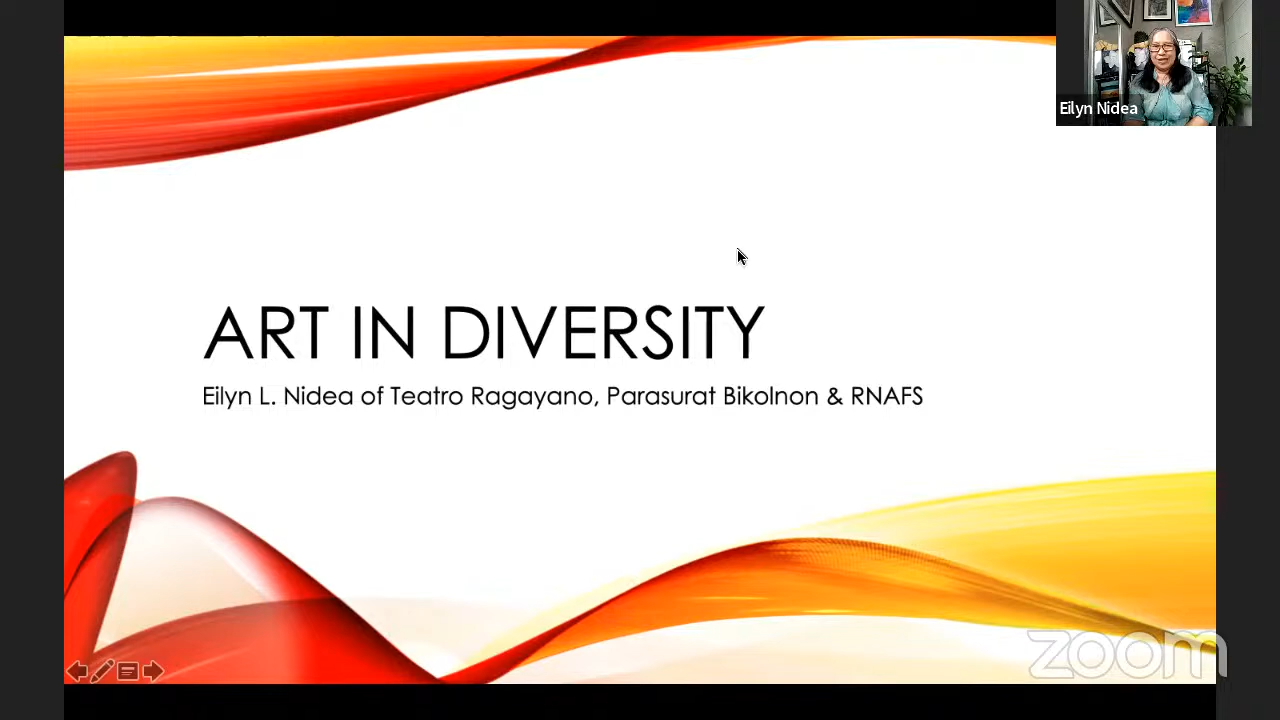 Eilyn Nidea
ART IN DIVERSITY
Eilyn L. Nidea of Teatro Ragayano, Parasurat Bikolnon & RNAFS
zoom